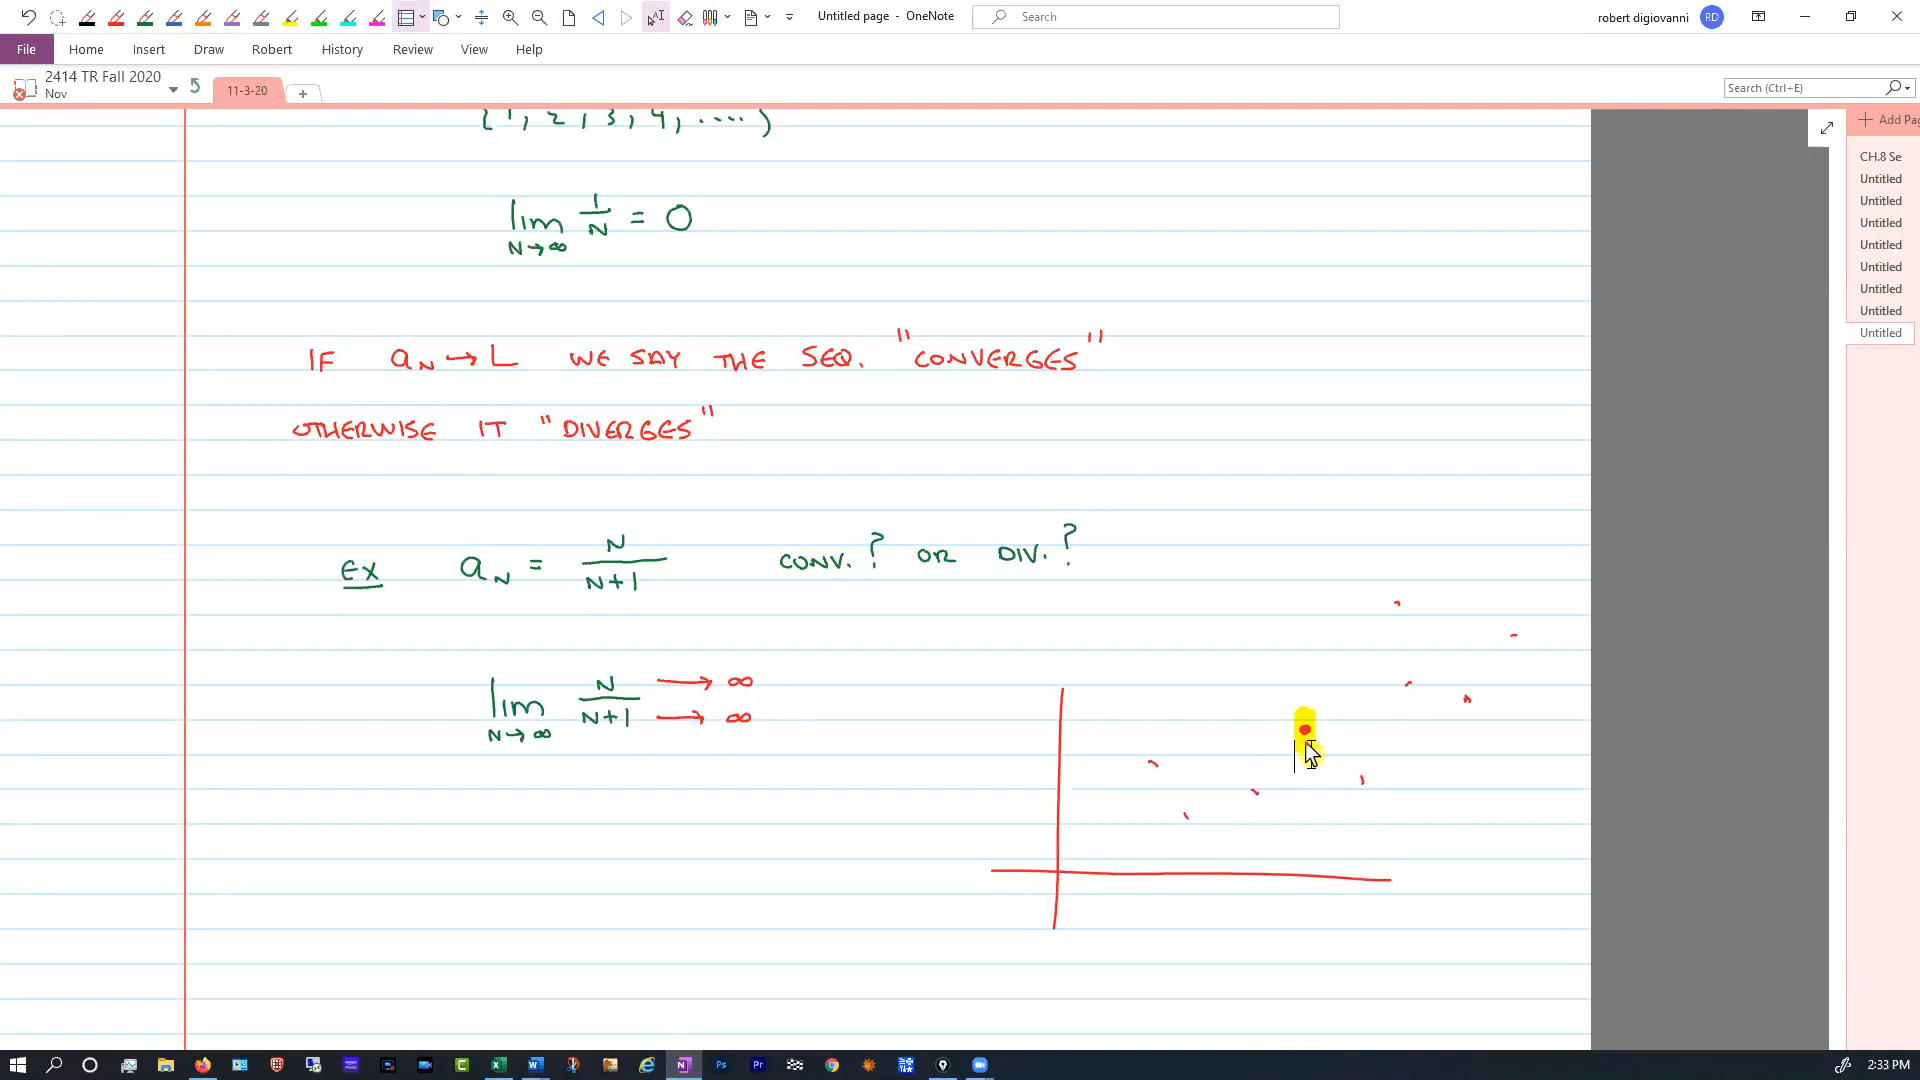 Untitled page - OneNote
Search
robert digiovanni
RD
File Home Insert Draw Robert History Review View Help
2414 TR Fall 2020
Nov
11-3-20
Search (Ctrl+E)
Add Pag
CH.8 Se
Untitled
Untitled
Untitled
Untitled
Untitled
Untitled
Untitled
Untitled
{ 1, 2, 3, 4, .... }
lim 1/N = 0
N→∞
IF aN → L WE SAY THE SEQ. "CONVERGES"
OTHERWISE IT "DIVERGES"
EX aN = N/N+1 CONV.? OR DIV.?
lim N/N+1 → ∞ → ∞
N→∞
2:33 PM